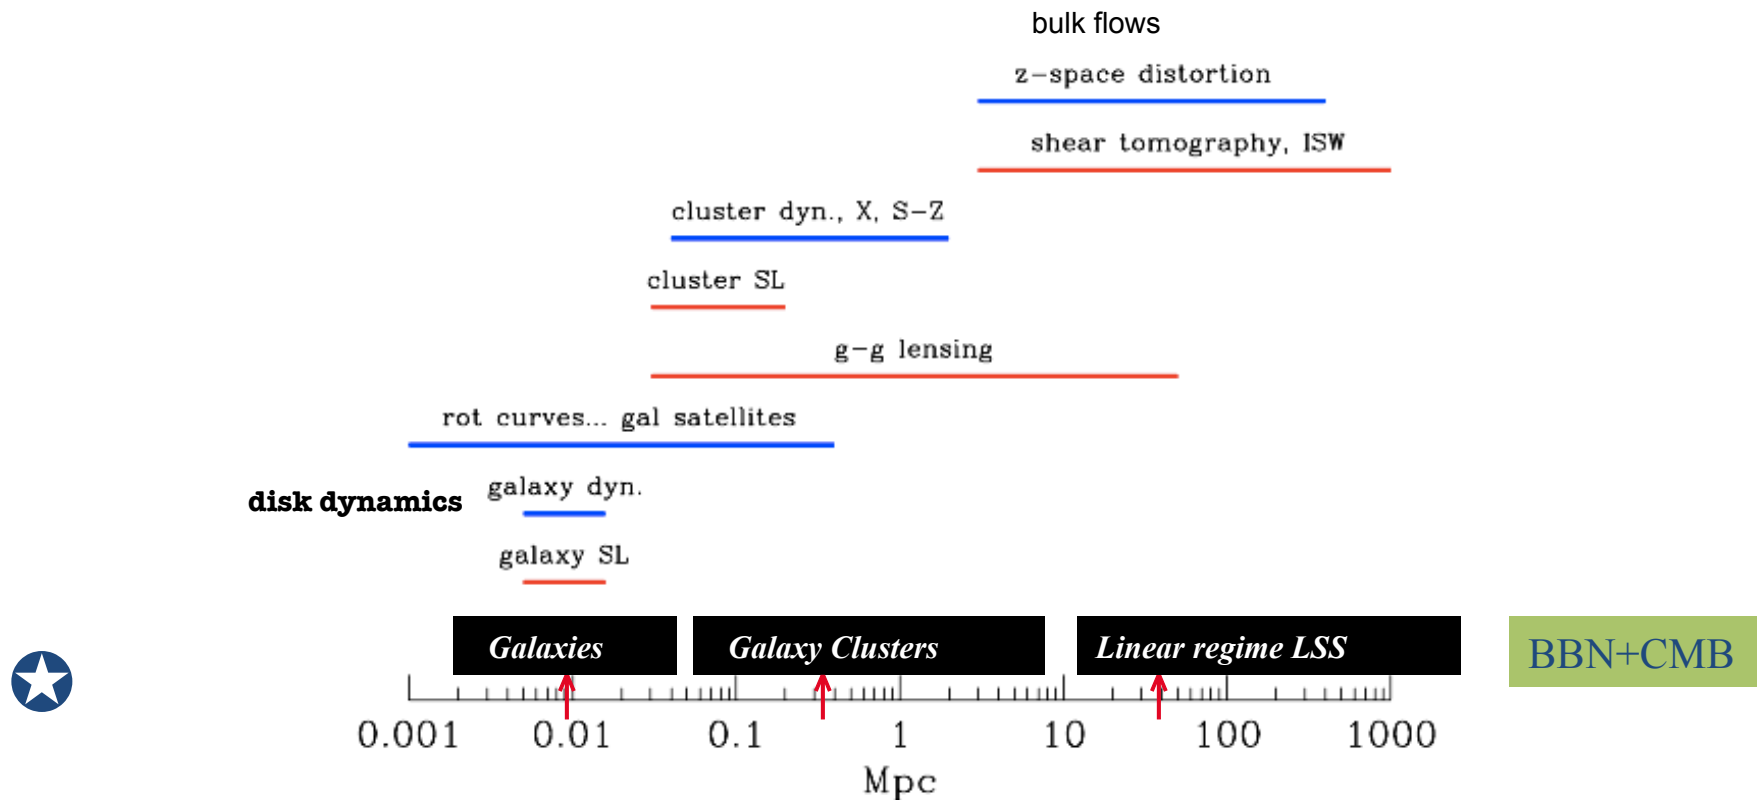 bulk flows
z-space distortion
shear tomography, ISW
cluster dyn., X, S-Z
cluster SL
g-g lensing
rot curves... gal satellites
disk dynamics
galaxy dyn.
galaxy SL
Galaxies
Galaxy Clusters
Linear regime LSS
BBN+CMB
0.001 0.01 0.1 1 10 100 1000
Mpc